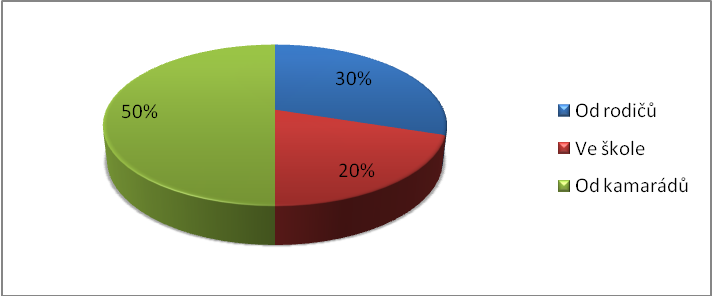 30%
50%
20%
Od rodičů
Ve škole
Od kamarádů